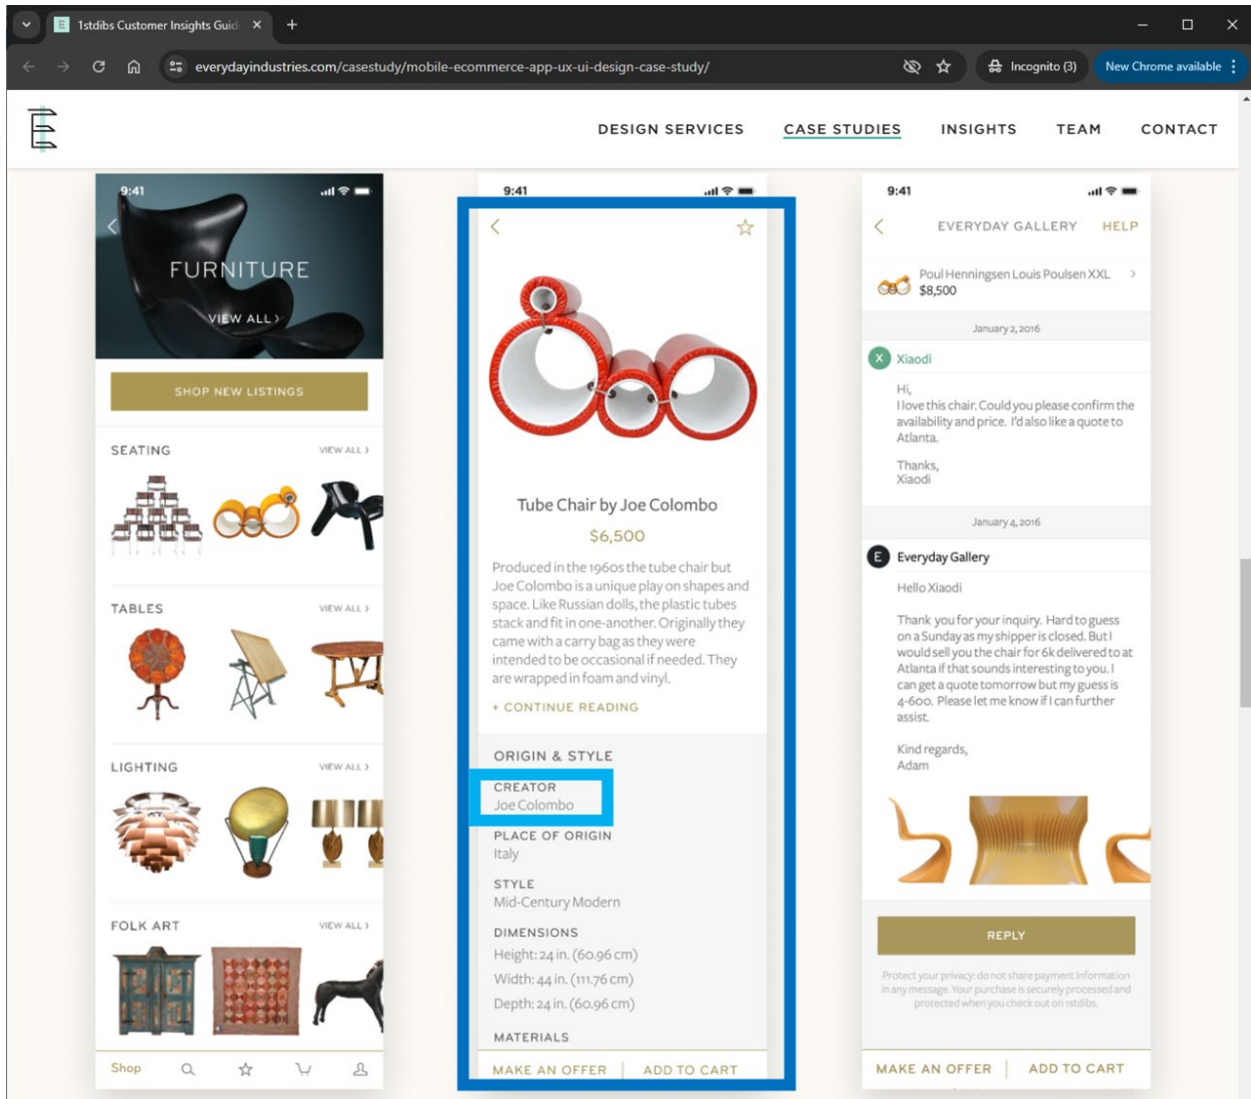 1stdibs Customer Insights Guid
everydayindustries.com/casestudy/mobile-ecommerce-app-ux-ui-design-case-study/
Incognito (3)
New Chrome available
E
DESIGN SERVICES
CASE STUDIES
INSIGHTS
TEAM
CONTACT
9:41
FURNITURE
VIEW ALL >
SHOP NEW LISTINGS
SEATING
VIEW ALL >
TABLES
VIEW ALL >
LIGHTING
VIEW ALL >
FOLK ART
VIEW ALL >
Shop
9:41
Tube Chair by Joe Colombo
$6,500
Produced in the 1960s the tube chair but
Joe Colombo is a unique play on shapes and
space. Like Russian dolls, the plastic tubes
stack and fit in one-another. Originally they
came with a carry bag as they were
intended to be occasional if needed. They
are wrapped in foam and vinyl.
+ CONTINUE READING
ORIGIN & STYLE
CREATOR
Joe Colombo
PLACE OF ORIGIN
Italy
STYLE
Mid-Century Modern
DIMENSIONS
Height: 24 in. (60.96 cm)
Width: 44 in. (111.76 cm)
Depth: 24 in. (60.96 cm)
MATERIALS
MAKE AN OFFER
ADD TO CART
9:41
EVERYDAY GALLERY
HELP
Poul Henningsen Louis Poulsen XXL
$8,500
January 2, 2016
X
Xiaodi
Hi,
I love this chair. Could you please confirm the
availability and price. I'd also like a quote to
Atlanta.
Thanks,
Xiaodi
January 4, 2016
E
Everyday Gallery
Hello Xiaodi
Thank you for your inquiry. Hard to guess
on a Sunday as my shipper is closed. But I
would sell you the chair for 6k delivered to at
Atlanta if that sounds interesting to you. I
can get a quote tomorrow but my guess is
4-600. Please let me know if I can further
assist.
Kind regards,
Adam
REPLY
Protect your privacy: do not share payment information
in any message. Your purchase is securely processed and
protected when you check out on 1stdibs.
MAKE AN OFFER
ADD TO CART